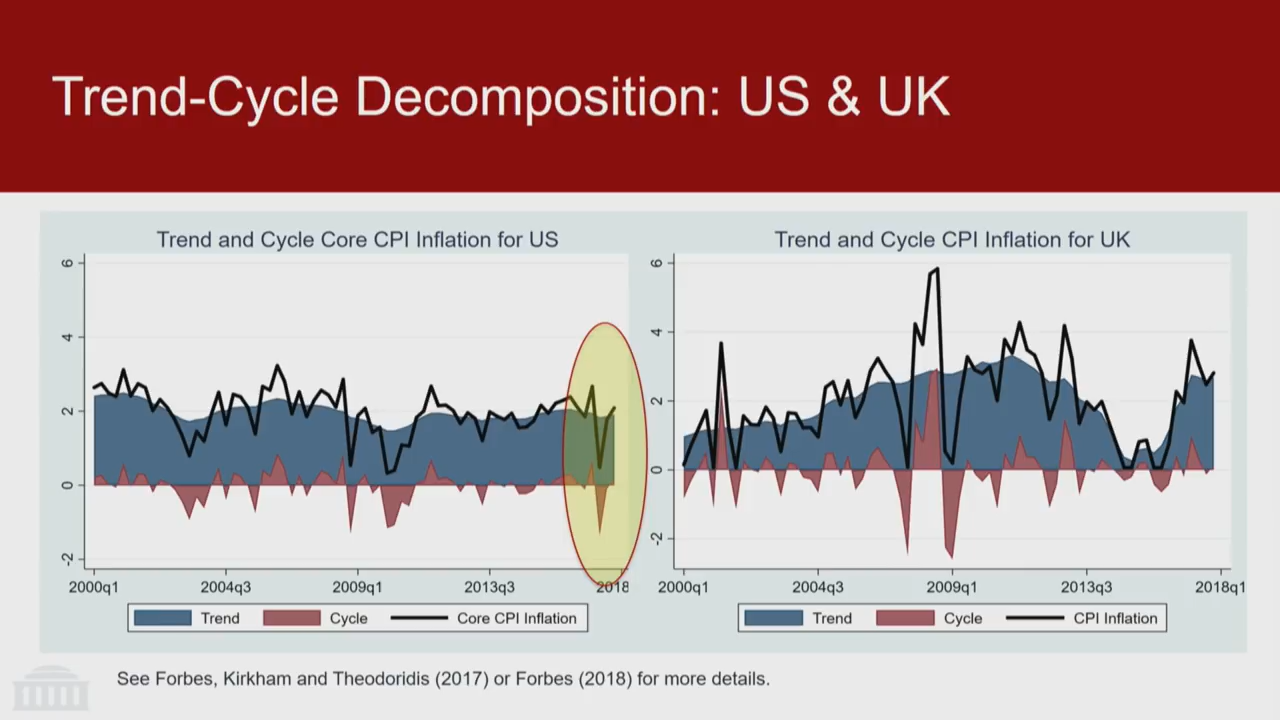 Trend-Cycle Decomposition: US & UK
Trend and Cycle Core CPI Inflation for US
6
4
2
0
-2
2000q1 2004q3 2009q1 2013q3 2018
Trend Cycle Core CPI Inflation
Trend and Cycle CPI Inflation for UK
6
4
2
0
-2
2000q1 2004q3 2009q1 2013q3 2018q1
Trend Cycle CPI Inflation
See Forbes, Kirkham and Theodoridis (2017) or Forbes (2018) for more details.